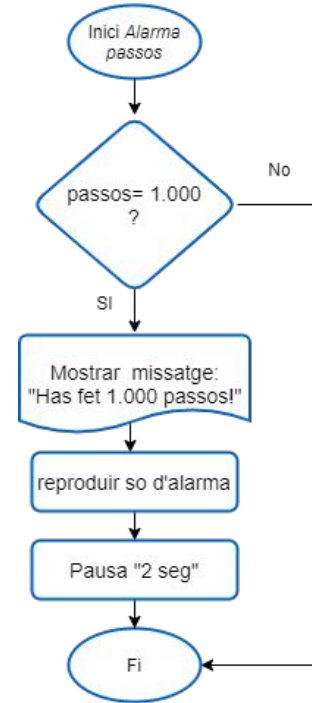 Inici Alarma
passos
passos= 1.000
?
No
SI
Mostrar missatge:
"Has fet 1.000 passos!"
reproduir so d'alarma
Pausa "2 seg"
Fi